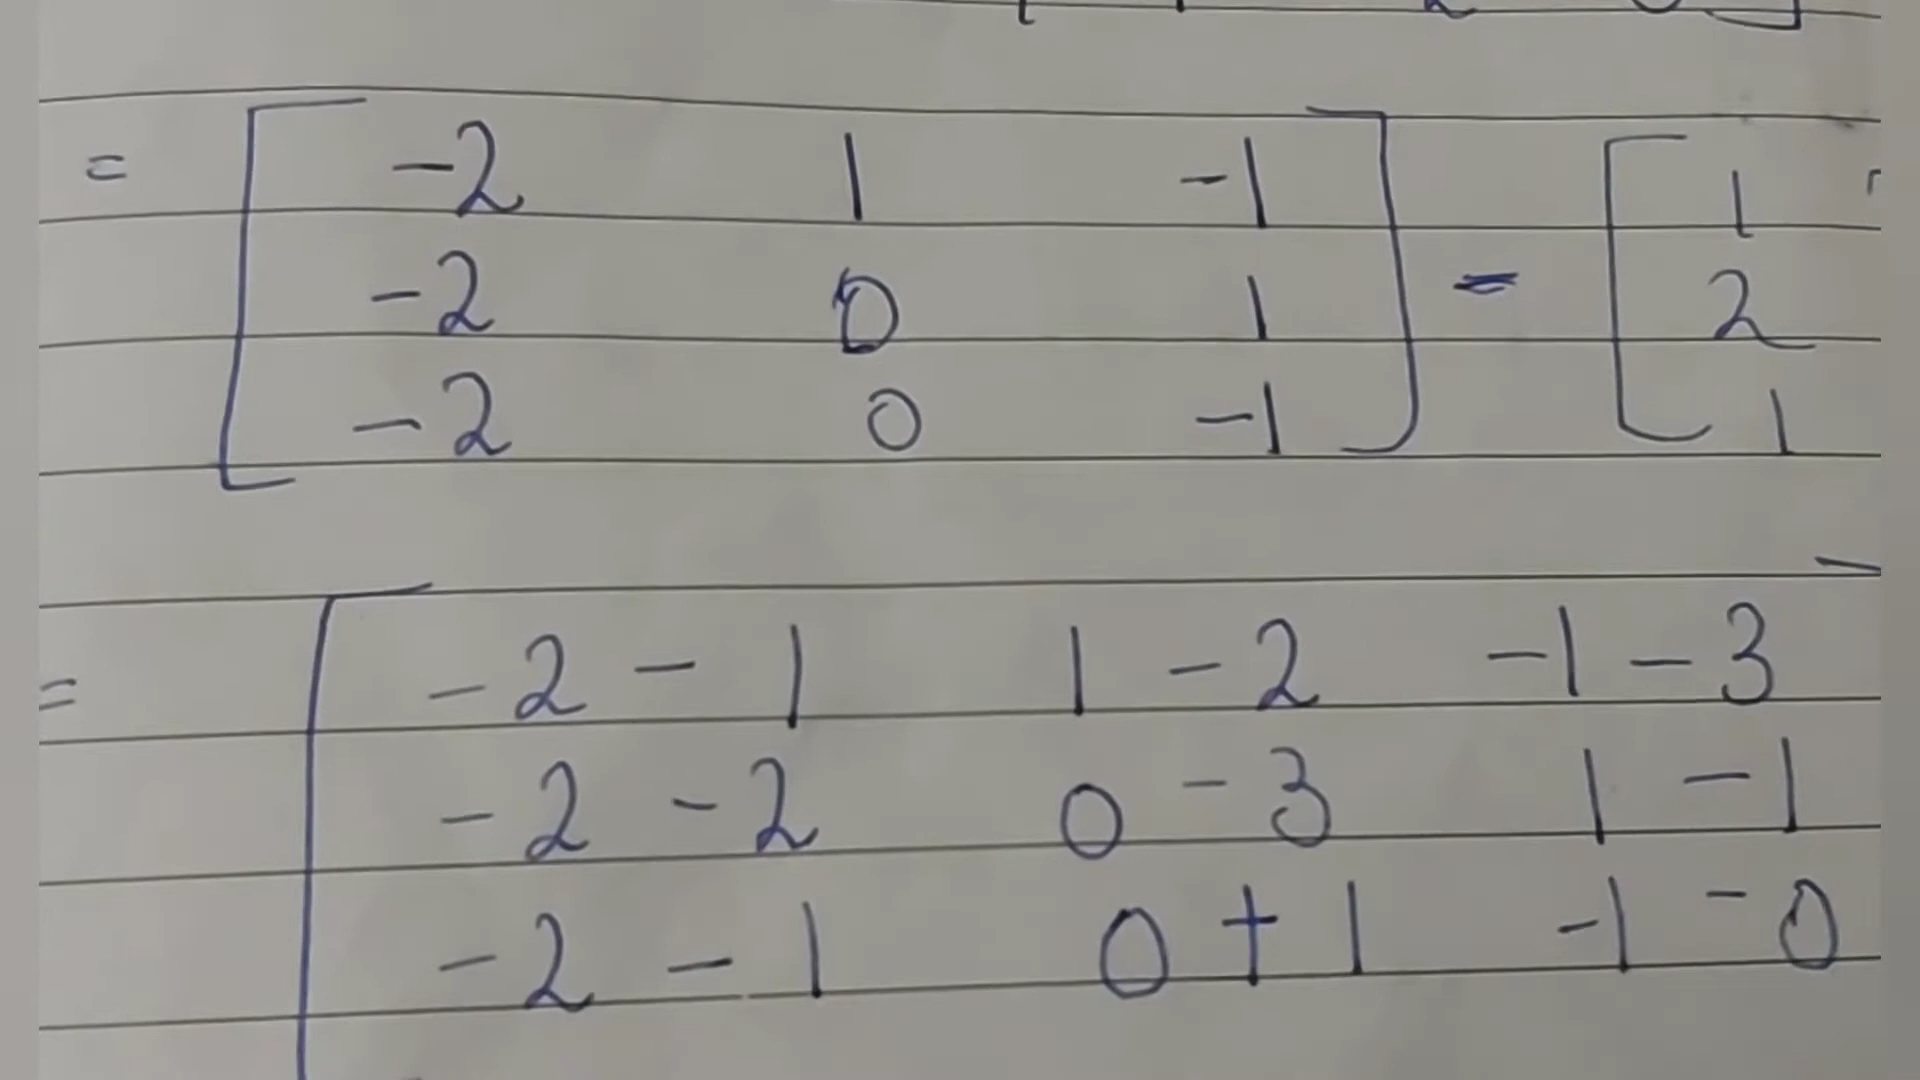 = [ -2 1 -1 ] - [ 1
-2 0 1 2
-2 0 -1 1
= [ -2 - 1 1 - 2 -1 - 3
-2 - 2 0 - 3 1 - 1
-2 - 1 0 + 1 -1 - 0